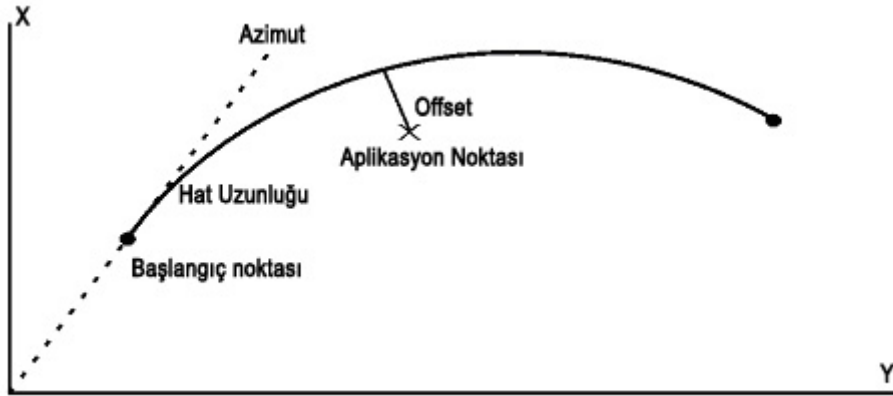 X
Azimut
Offset
Aplikasyon Noktası
Hat Uzunluğu
Başlangıç noktası
Y